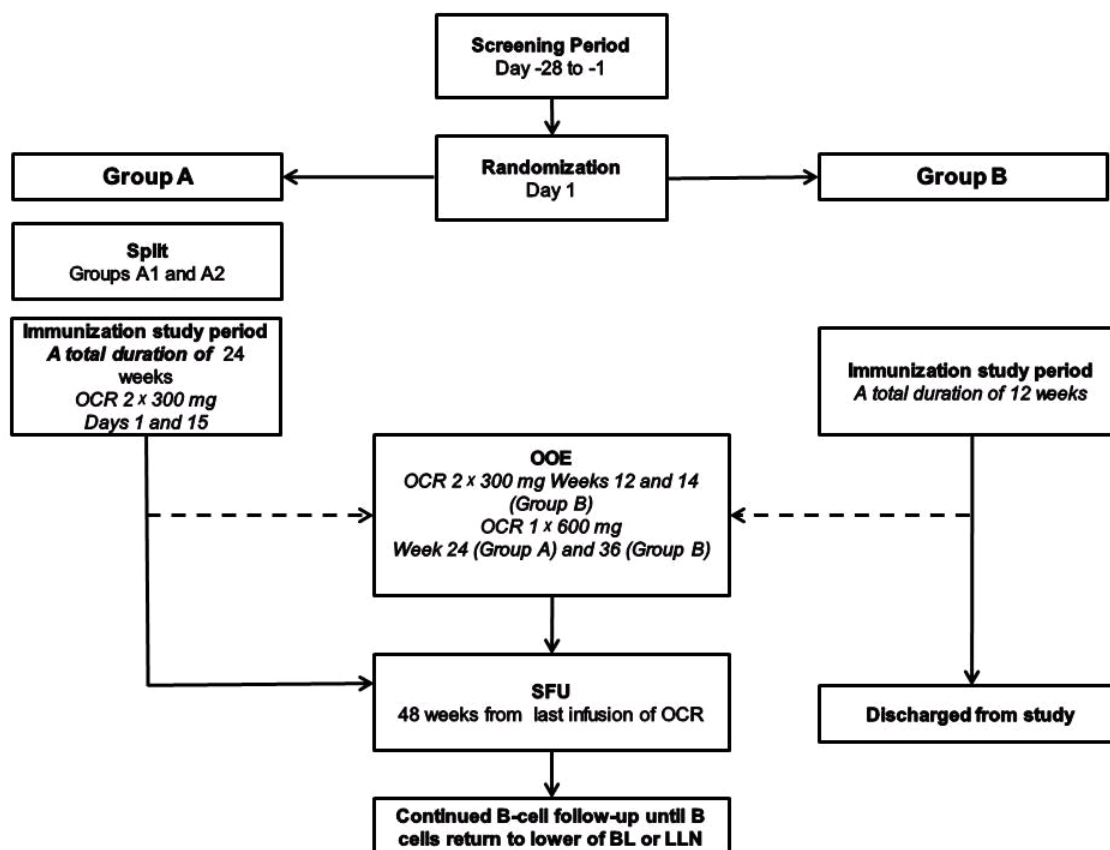 Screening Period
Day -28 to -1
Group A
Randomization
Day 1
Group B
Split
Groups A1 and A2
Immunization study period
A total duration of 24
weeks
OCR 2 x 300 mg
Days 1 and 15
Immunization study period
A total duration of 12 weeks
OOE
OCR 2 x 300 mg Weeks 12 and 14
(Group B)
OCR 1 x 600 mg
Week 24 (Group A) and 36 (Group B)
SFU
48 weeks from last infusion of OCR
Discharged from study
Continued B-cell follow-up until B
cells return to lower of BL or LLN